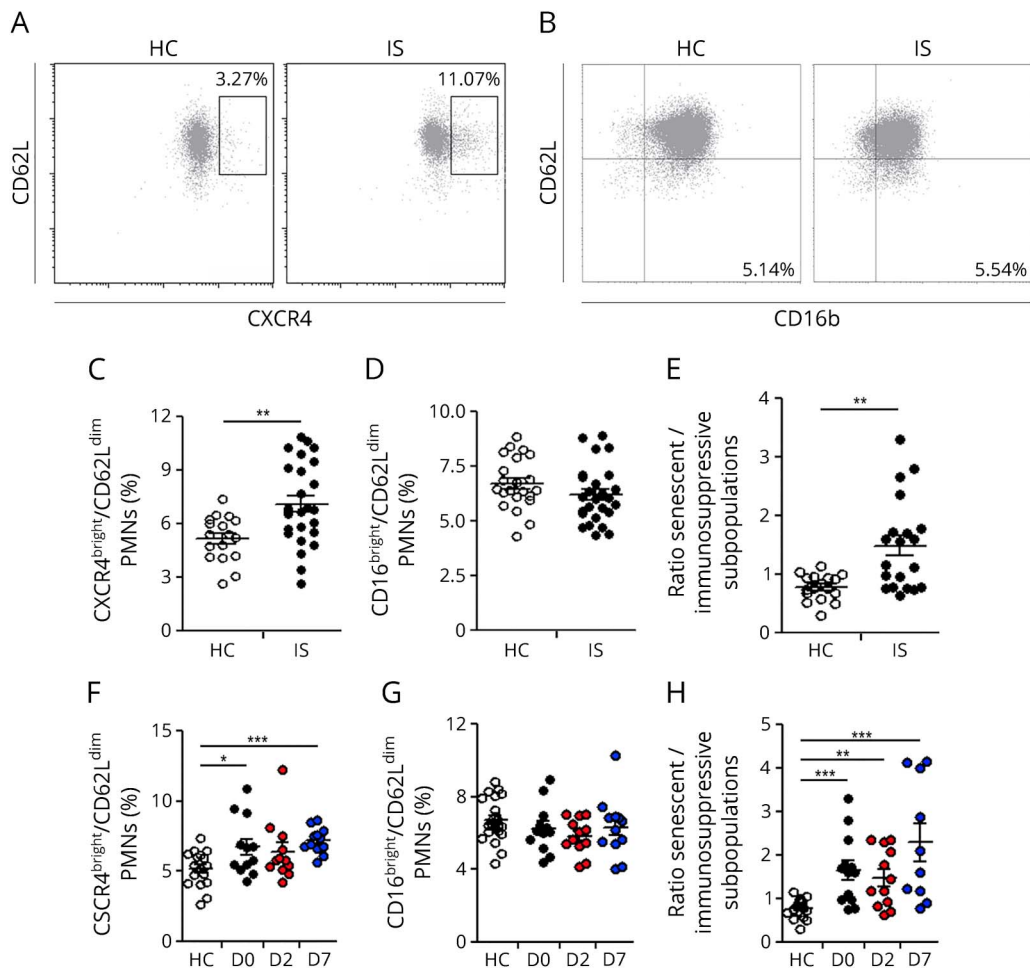 A
B
HC
IS
HC
IS
3.27%
11.07%
CD62L
CD62L
5.14%
5.54%
CXCR4
CD16b
C
D
E
CXCR4bright/CD62Ldim
PMNs (%)
12
9
6
3
0
**
HC
IS
CD16bright/CD62Ldim
PMNs (%)
10.0
7.5
5.0
2.5
0
HC
IS
Ratio senescent /
immunosuppressive
subpopulations
4
3
2
1
0
**
HC
IS
F
G
H
CSCR4bright/CD62Ldim
PMNs (%)
15
10
5
0
***
*
HC
D0
D2
D7
CD16bright/CD62Ldim
PMNs (%)
12
8
4
0
HC
D0
D2
D7
Ratio senescent /
immunosuppressive
subpopulations
5
4
3
2
1
0
***
**
***
HC
D0
D2
D7